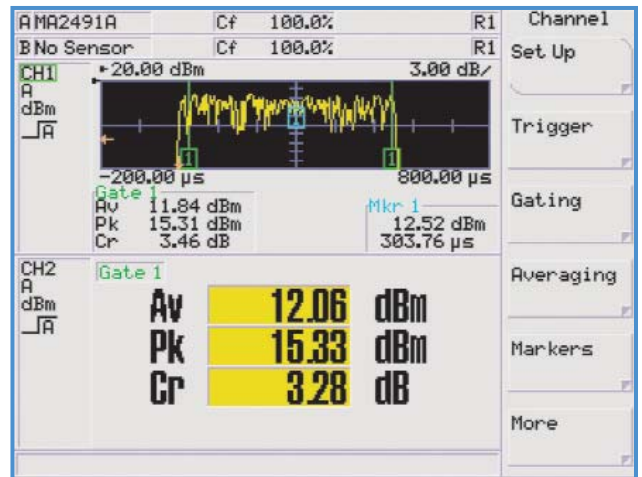 A MA2491A Cf 100.0% R1
B No Sensor Cf 100.0% R1
CH1
A
dBm
A
20.00 dBm 3.00 dB/
1
1
1
-200.00 µs 800.00 µs
Gate 1
Av 11.84 dBm
Pk 15.31 dBm
Cr 3.46 dB
Mkr 1
12.52 dBm
303.76 µs
CH2
A
dBm
A
Gate 1
Av 12.06 dBm
Pk 15.33 dBm
Cr 3.28 dB
Channel
Set Up
Trigger
Gating
Averaging
Markers
More